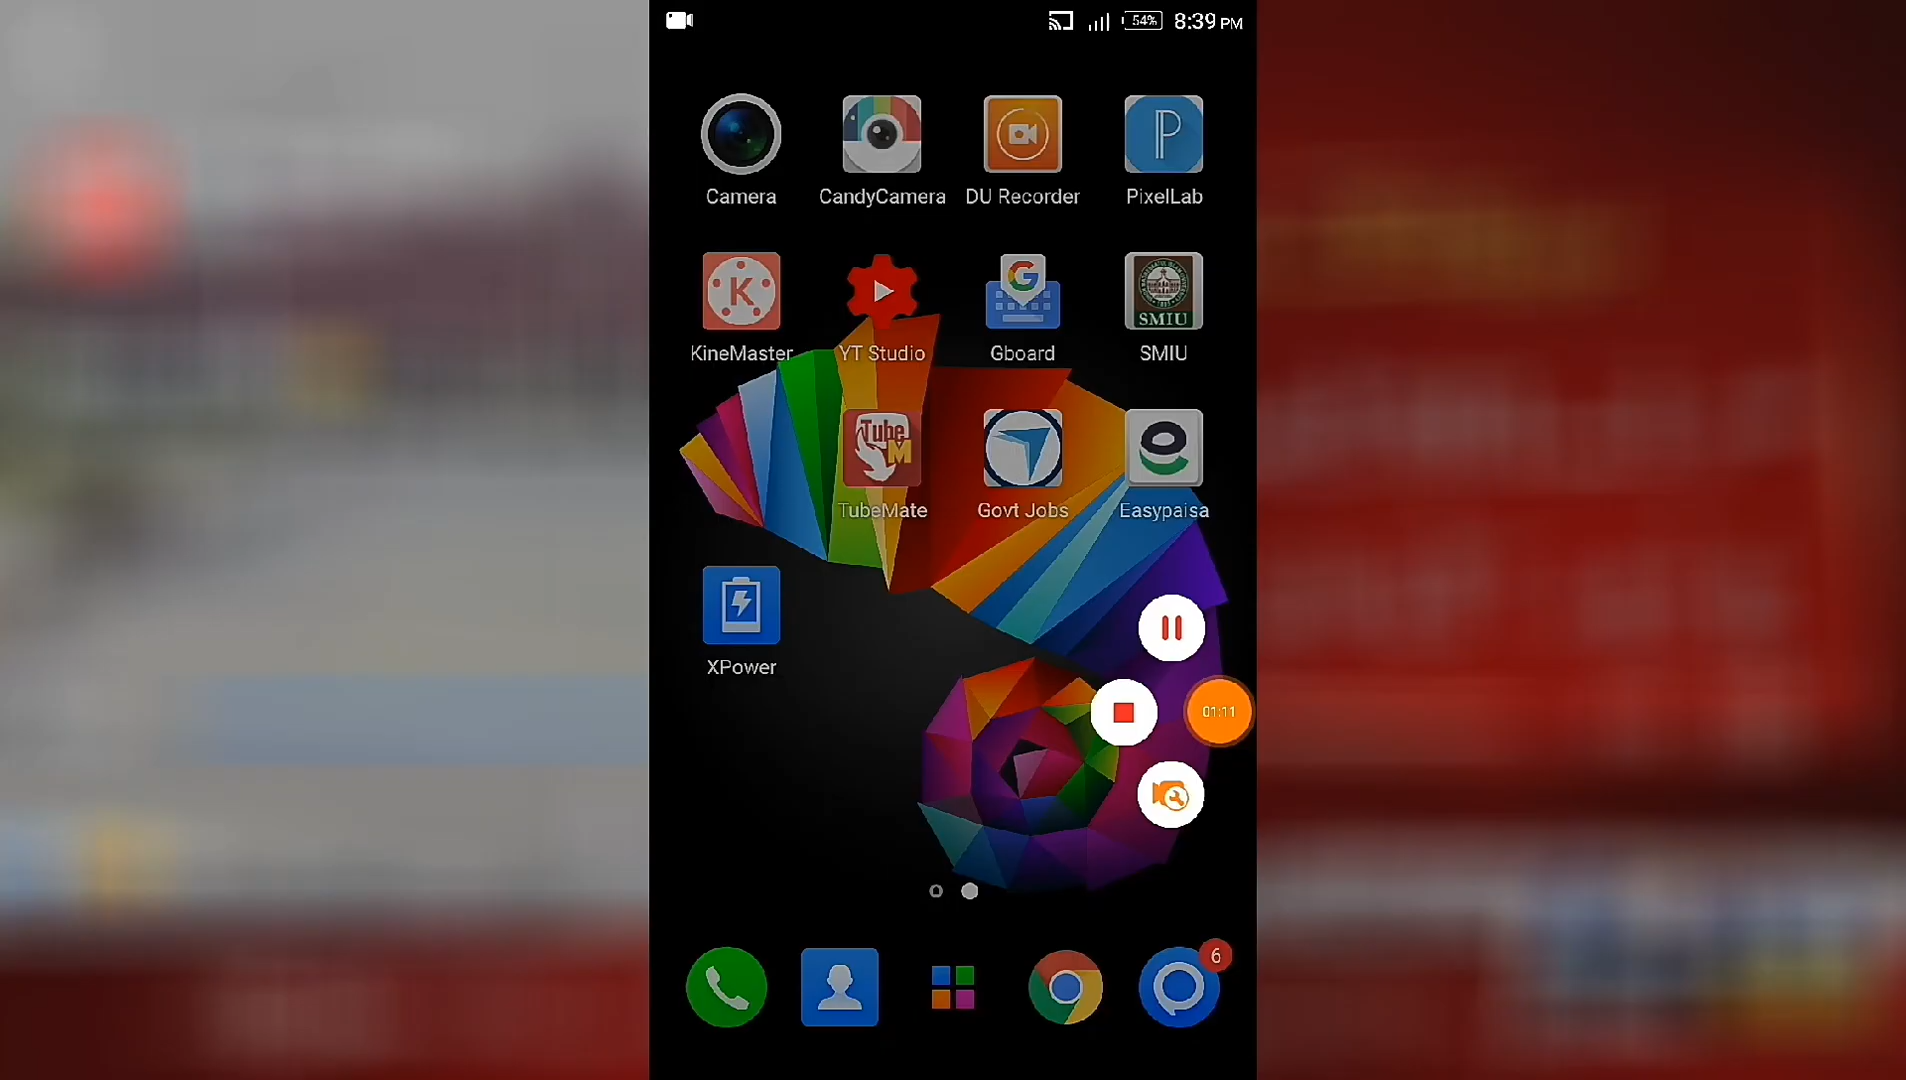 54% 8:39 PM
Camera CandyCamera DU Recorder PixelLab
K G SMIU
KineMaster YT Studio Gboard SMIU
Tube
M
TubeMate Govt Jobs Easypaisa
XPower
01:11
6